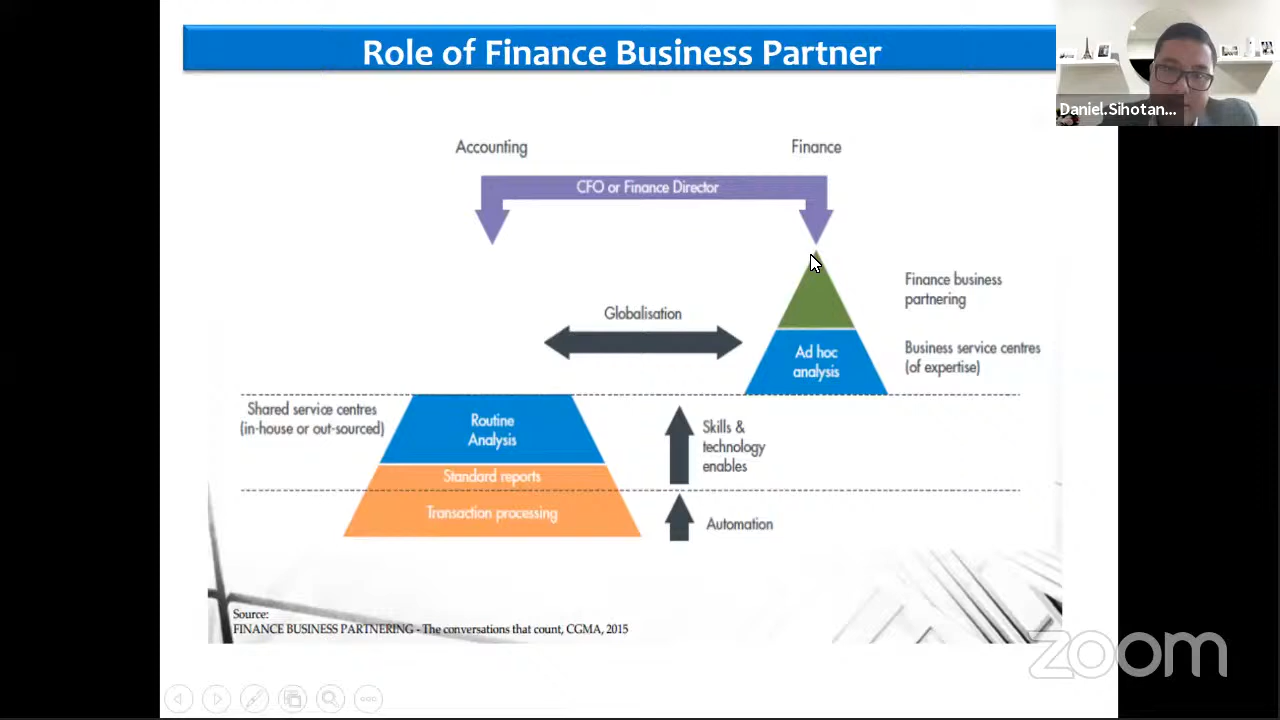 Role of Finance Business Partner
Daniel.Sihotan...
Accounting
Finance
CFO or Finance Director
Finance business
partnering
Globalisation
Ad hoc
analysis
Business service centres
(of expertise)
Shared service centres
(in-house or out-sourced)
Routine
Analysis
Skills &
technology
enables
Standard reports
Transaction processing
Automation
Source:
FINANCE BUSINESS PARTNERING - The conversations that count, CGMA, 2015
zoom